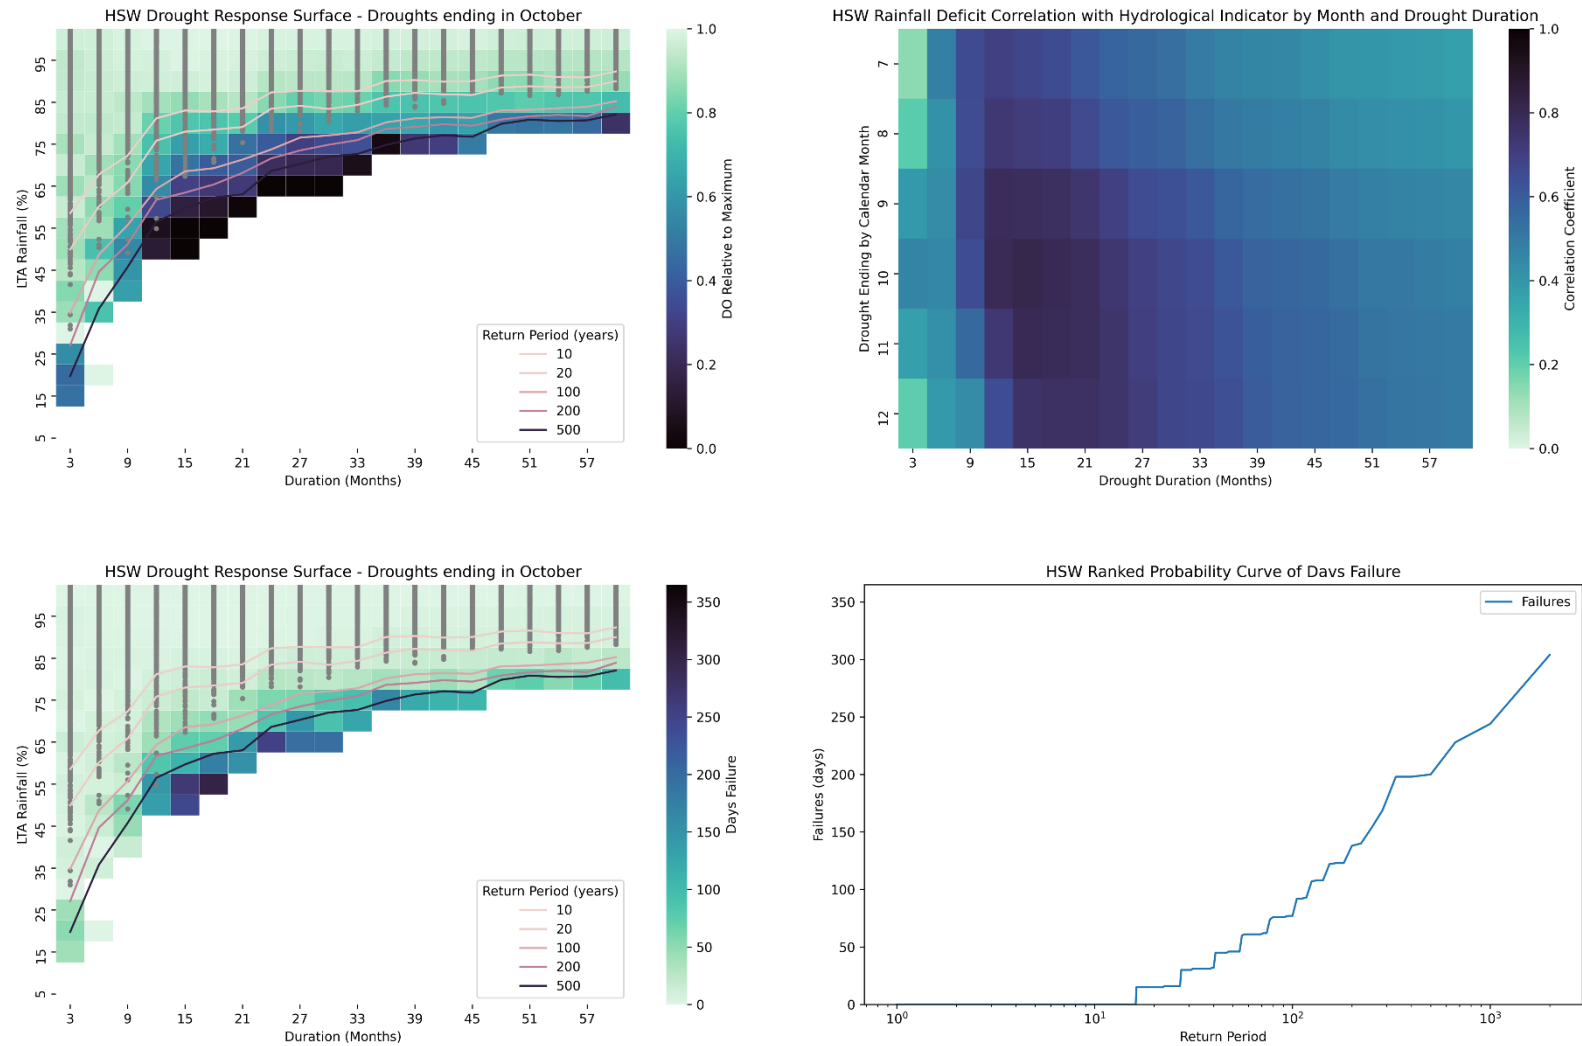 HSW Drought Response Surface - Droughts ending in October
LTA Rainfall (%)
95
85
75
65
55
45
35
25
15
5
3 9 15 21 27 33 39 45 51 57
Duration (Months)
Return Period (years)
10
20
100
200
500
1.0
0.8
0.6
0.4
0.2
0.0
DO Relative to Maximum
HSW Rainfall Deficit Correlation with Hydrological Indicator by Month and Drought Duration
Drought Ending by Calendar Month
7
8
9
10
11
12
3 9 15 21 27 33 39 45 51 57
Drought Duration (Months)
1.0
0.8
0.6
0.4
0.2
0.0
Correlation Coefficient
HSW Drought Response Surface - Droughts ending in October
LTA Rainfall (%)
95
85
75
65
55
45
35
25
15
5
3 9 15 21 27 33 39 45 51 57
Duration (Months)
Return Period (years)
10
20
100
200
500
350
300
250
200
150
100
50
0
Days Failure
HSW Ranked Probability Curve of Days Failure
Failures
Failures (days)
350
300
250
200
150
100
50
0
10⁰ 10¹ 10² 10³
Return Period